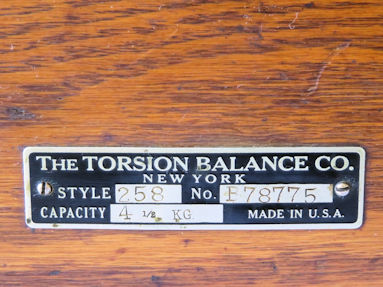 THE TORSION BALANCE CO.
NEW YORK
STYLE 258 No. F78775
CAPACITY 4 1/2 KG. MADE IN U.S.A.